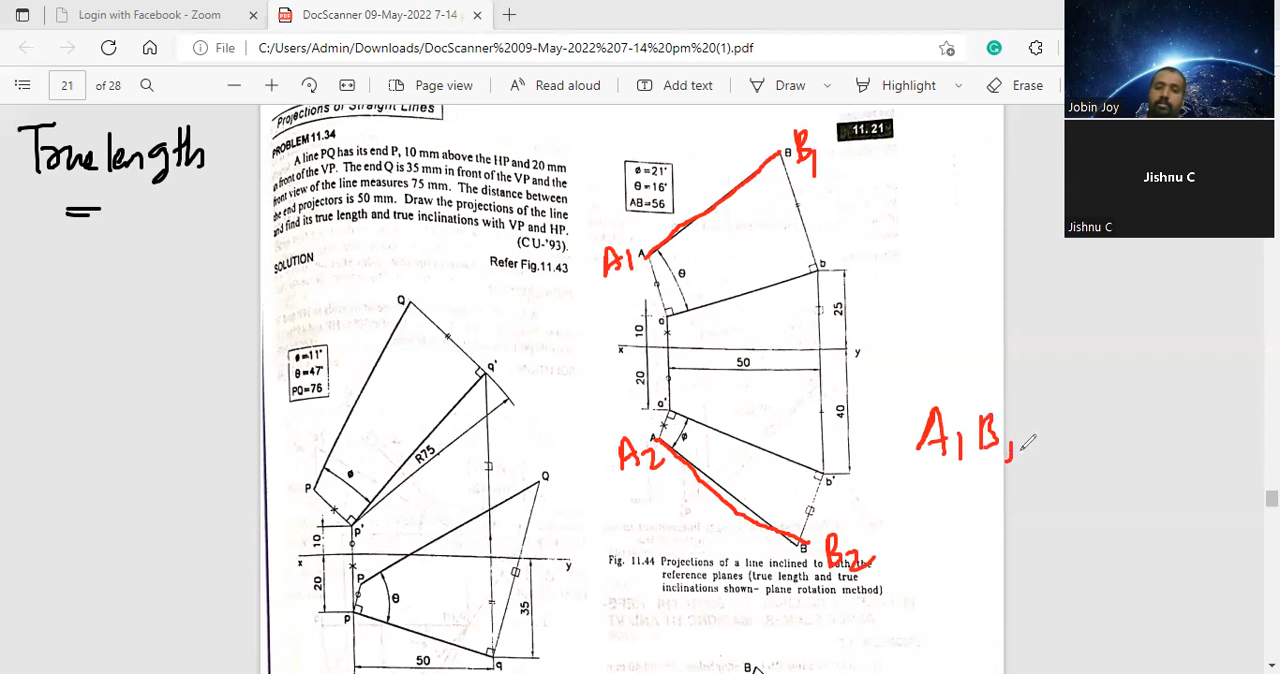 Login with Facebook - Zoom
DocScanner 09-May-2022 7-14
File
C:/Users/Admin/Downloads/DocScanner%2009-May-2022%207-14%20pm%20(1).pdf
21 of 28
Page view
Read aloud
Add text
Draw
Highlight
Erase
Jobin Joy
Jishnu C
Jishnu C
True length
Projections of Straight Lines
PROBLEM 11.34
A line PQ has its end P, 10 mm above the HP and 20 mm
in front of the VP. The end Q is 35 mm in front of the VP and the
front view of the line measures 75 mm. The distance between
the end projectors is 50 mm. Draw the projections of the line
and find its true length and true inclinations with VP and HP.
(CU-'93).
SOLUTION
Refer Fig.11.43
ø=11°
θ=47°
PQ=76
Q
q'
R75
ø
P
p'
10
x
y
20
P
p
θ
Q
35
50
q
11.21
ø=21°
θ=16°
AB=56
B
B1
A1
A
θ
b
a
10
25
x
y
50
20
40
a'
A2
A
ø
b'
B
B2
A1 B1
Fig. 11.44 Projections of a line inclined to both the
reference planes (true length and true
inclinations shown- plane rotation method)
B